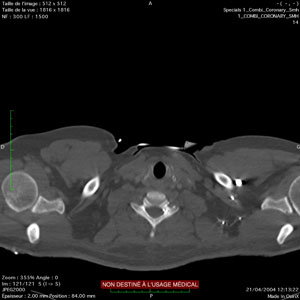 Taille de l'image : 512 x 512
Taille de la vue : 1816 x 1816
NF : 300 LF : 1500
A
- ( - , - )
Specials 1_Combi_Coronary_Smh
1_COMBI_CORONARY_SMH
14
D
G
Zoom : 355% Angle : 0
Im : 121/121 S (I -> S)
JPEG2000
Epaisseur : 2.00 mm Position : 84.00 mm
NON DESTINÉ À L'USAGE MÉDICAL
P
21/04/2004 12:13:22
Made In OsiriX